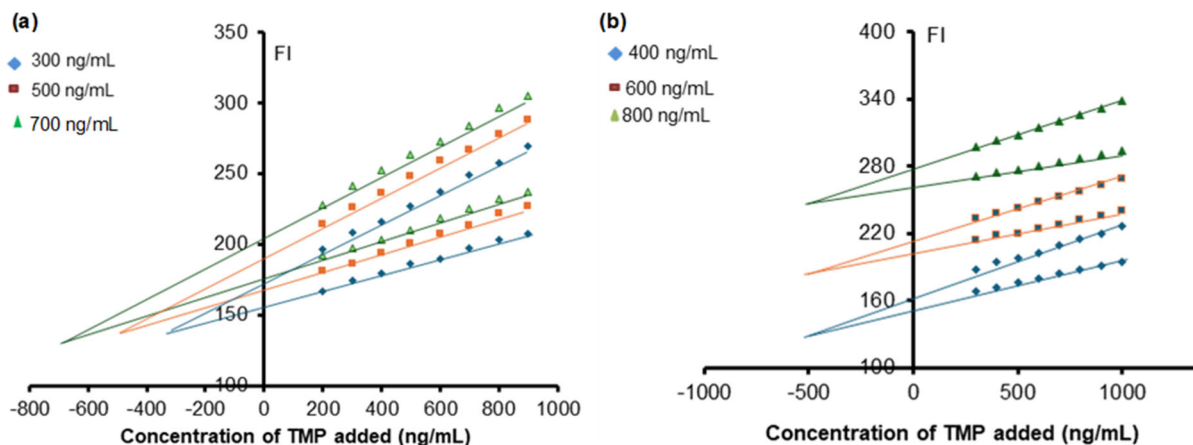 (a)
300 ng/mL
500 ng/mL
700 ng/mL
FI
350
300
250
200
150
100
-800 -600 -400 -200 0 200 400 600 800 1000
Concentration of TMP added (ng/mL)
(b)
400 ng/mL
600 ng/mL
800 ng/mL
FI
400
340
280
220
160
100
-1000 -500 0 500 1000
Concentration of TMP added (ng/mL)